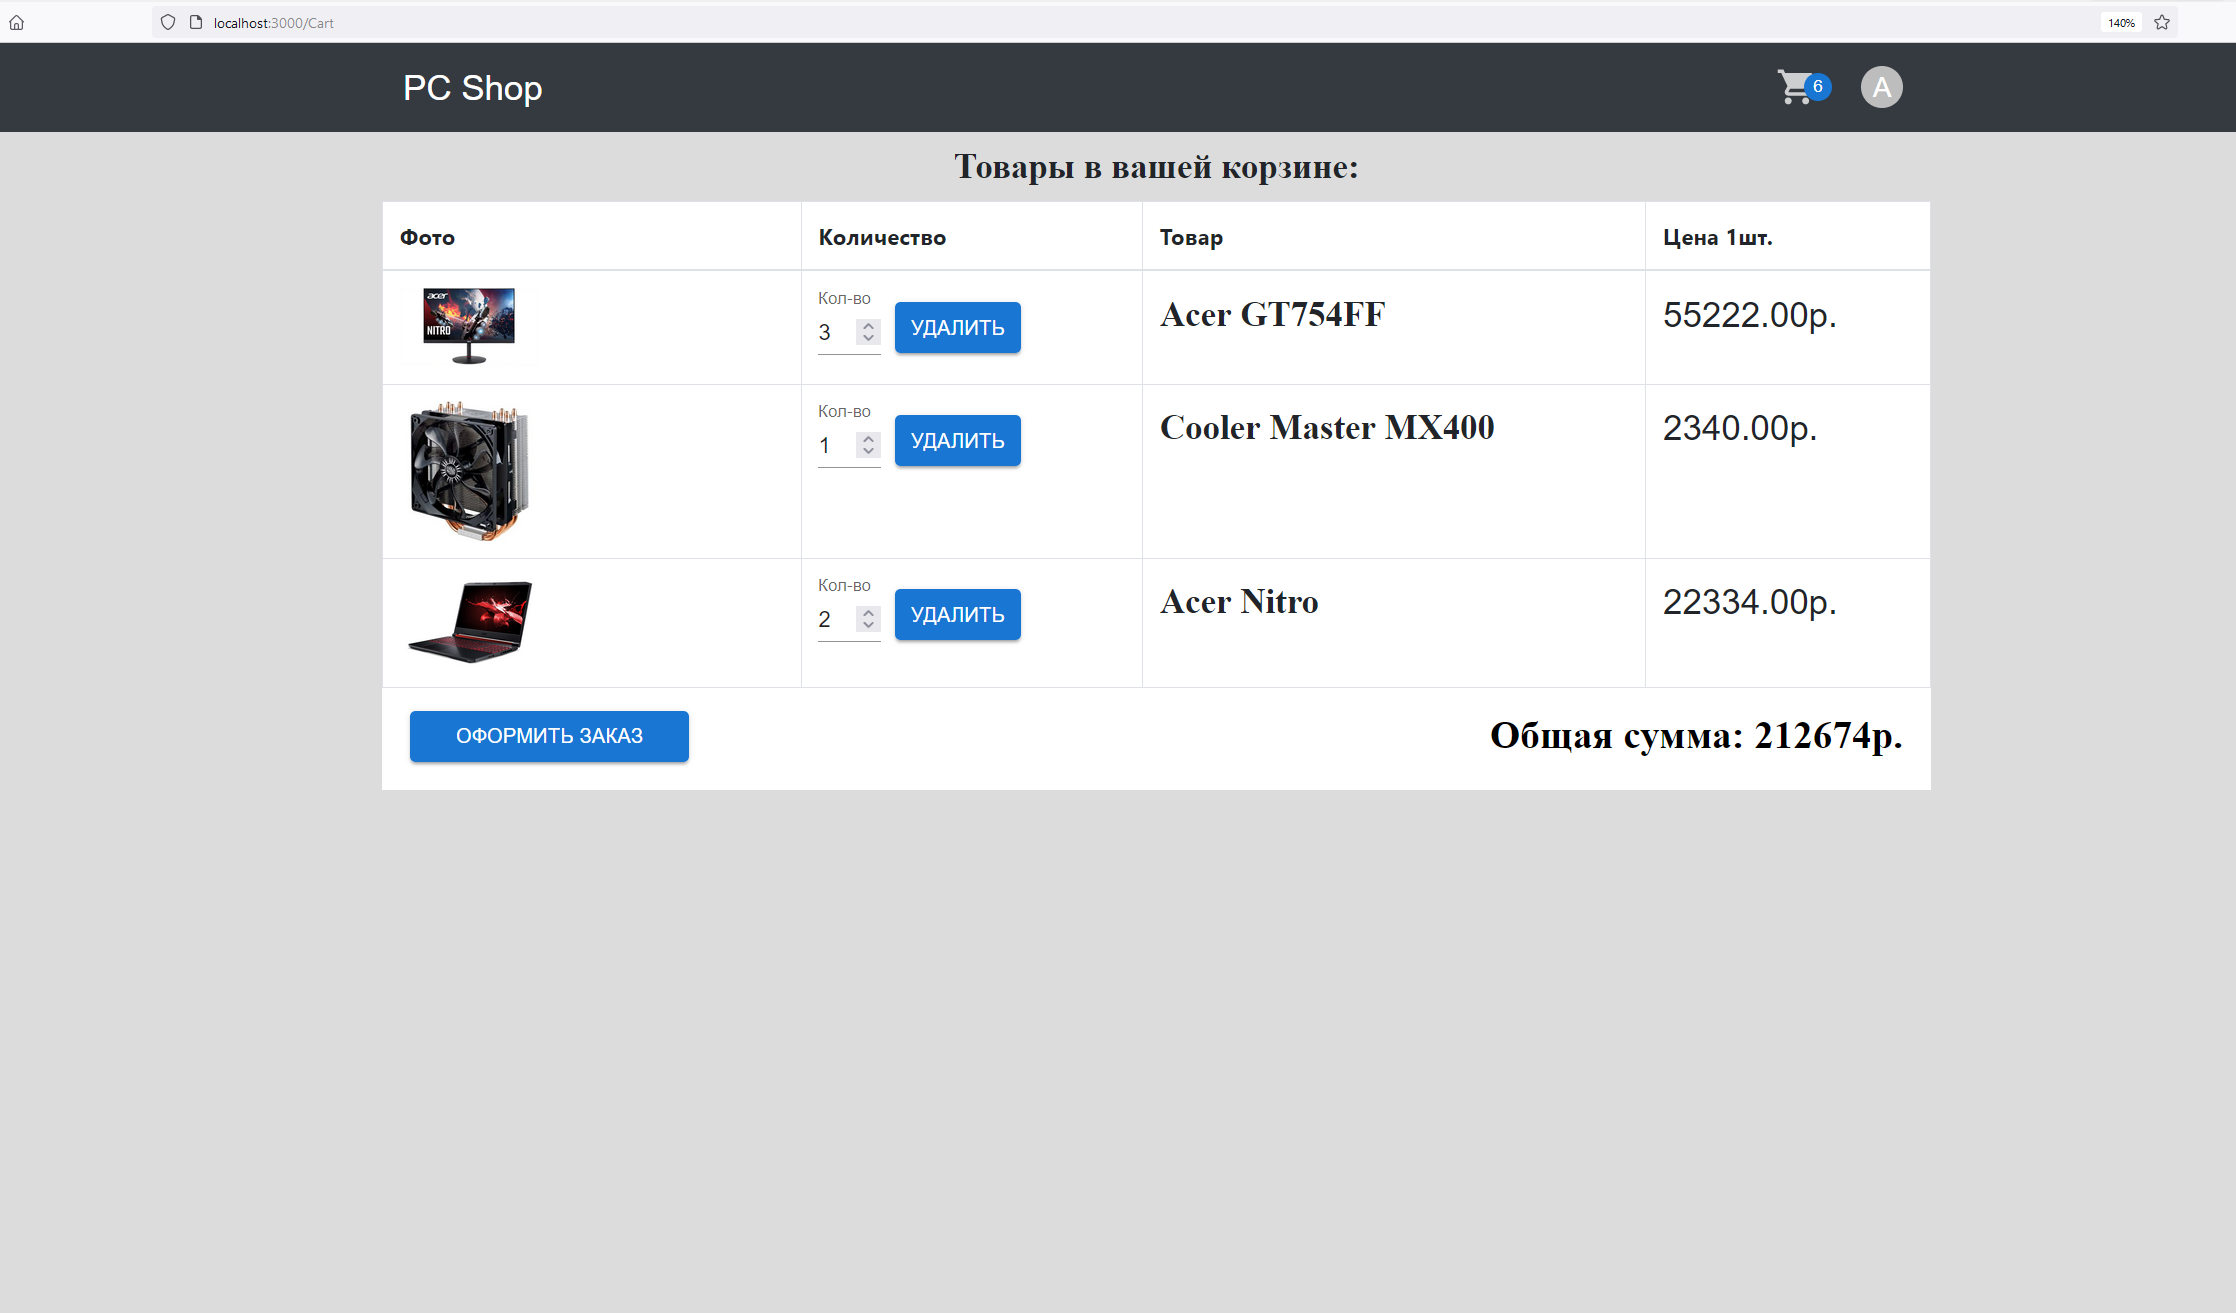 localhost:3000/Cart
140%
PC Shop
6
A
Товары в вашей корзине:
Фото
Количество
Товар
Цена 1шт.
acer
NITRO
Кол-во
3
УДАЛИТЬ
Acer GT754FF
55222.00р.
Кол-во
1
УДАЛИТЬ
Cooler Master MX400
2340.00р.
Кол-во
2
УДАЛИТЬ
Acer Nitro
22334.00р.
ОФОРМИТЬ ЗАКАЗ
Общая сумма: 212674р.